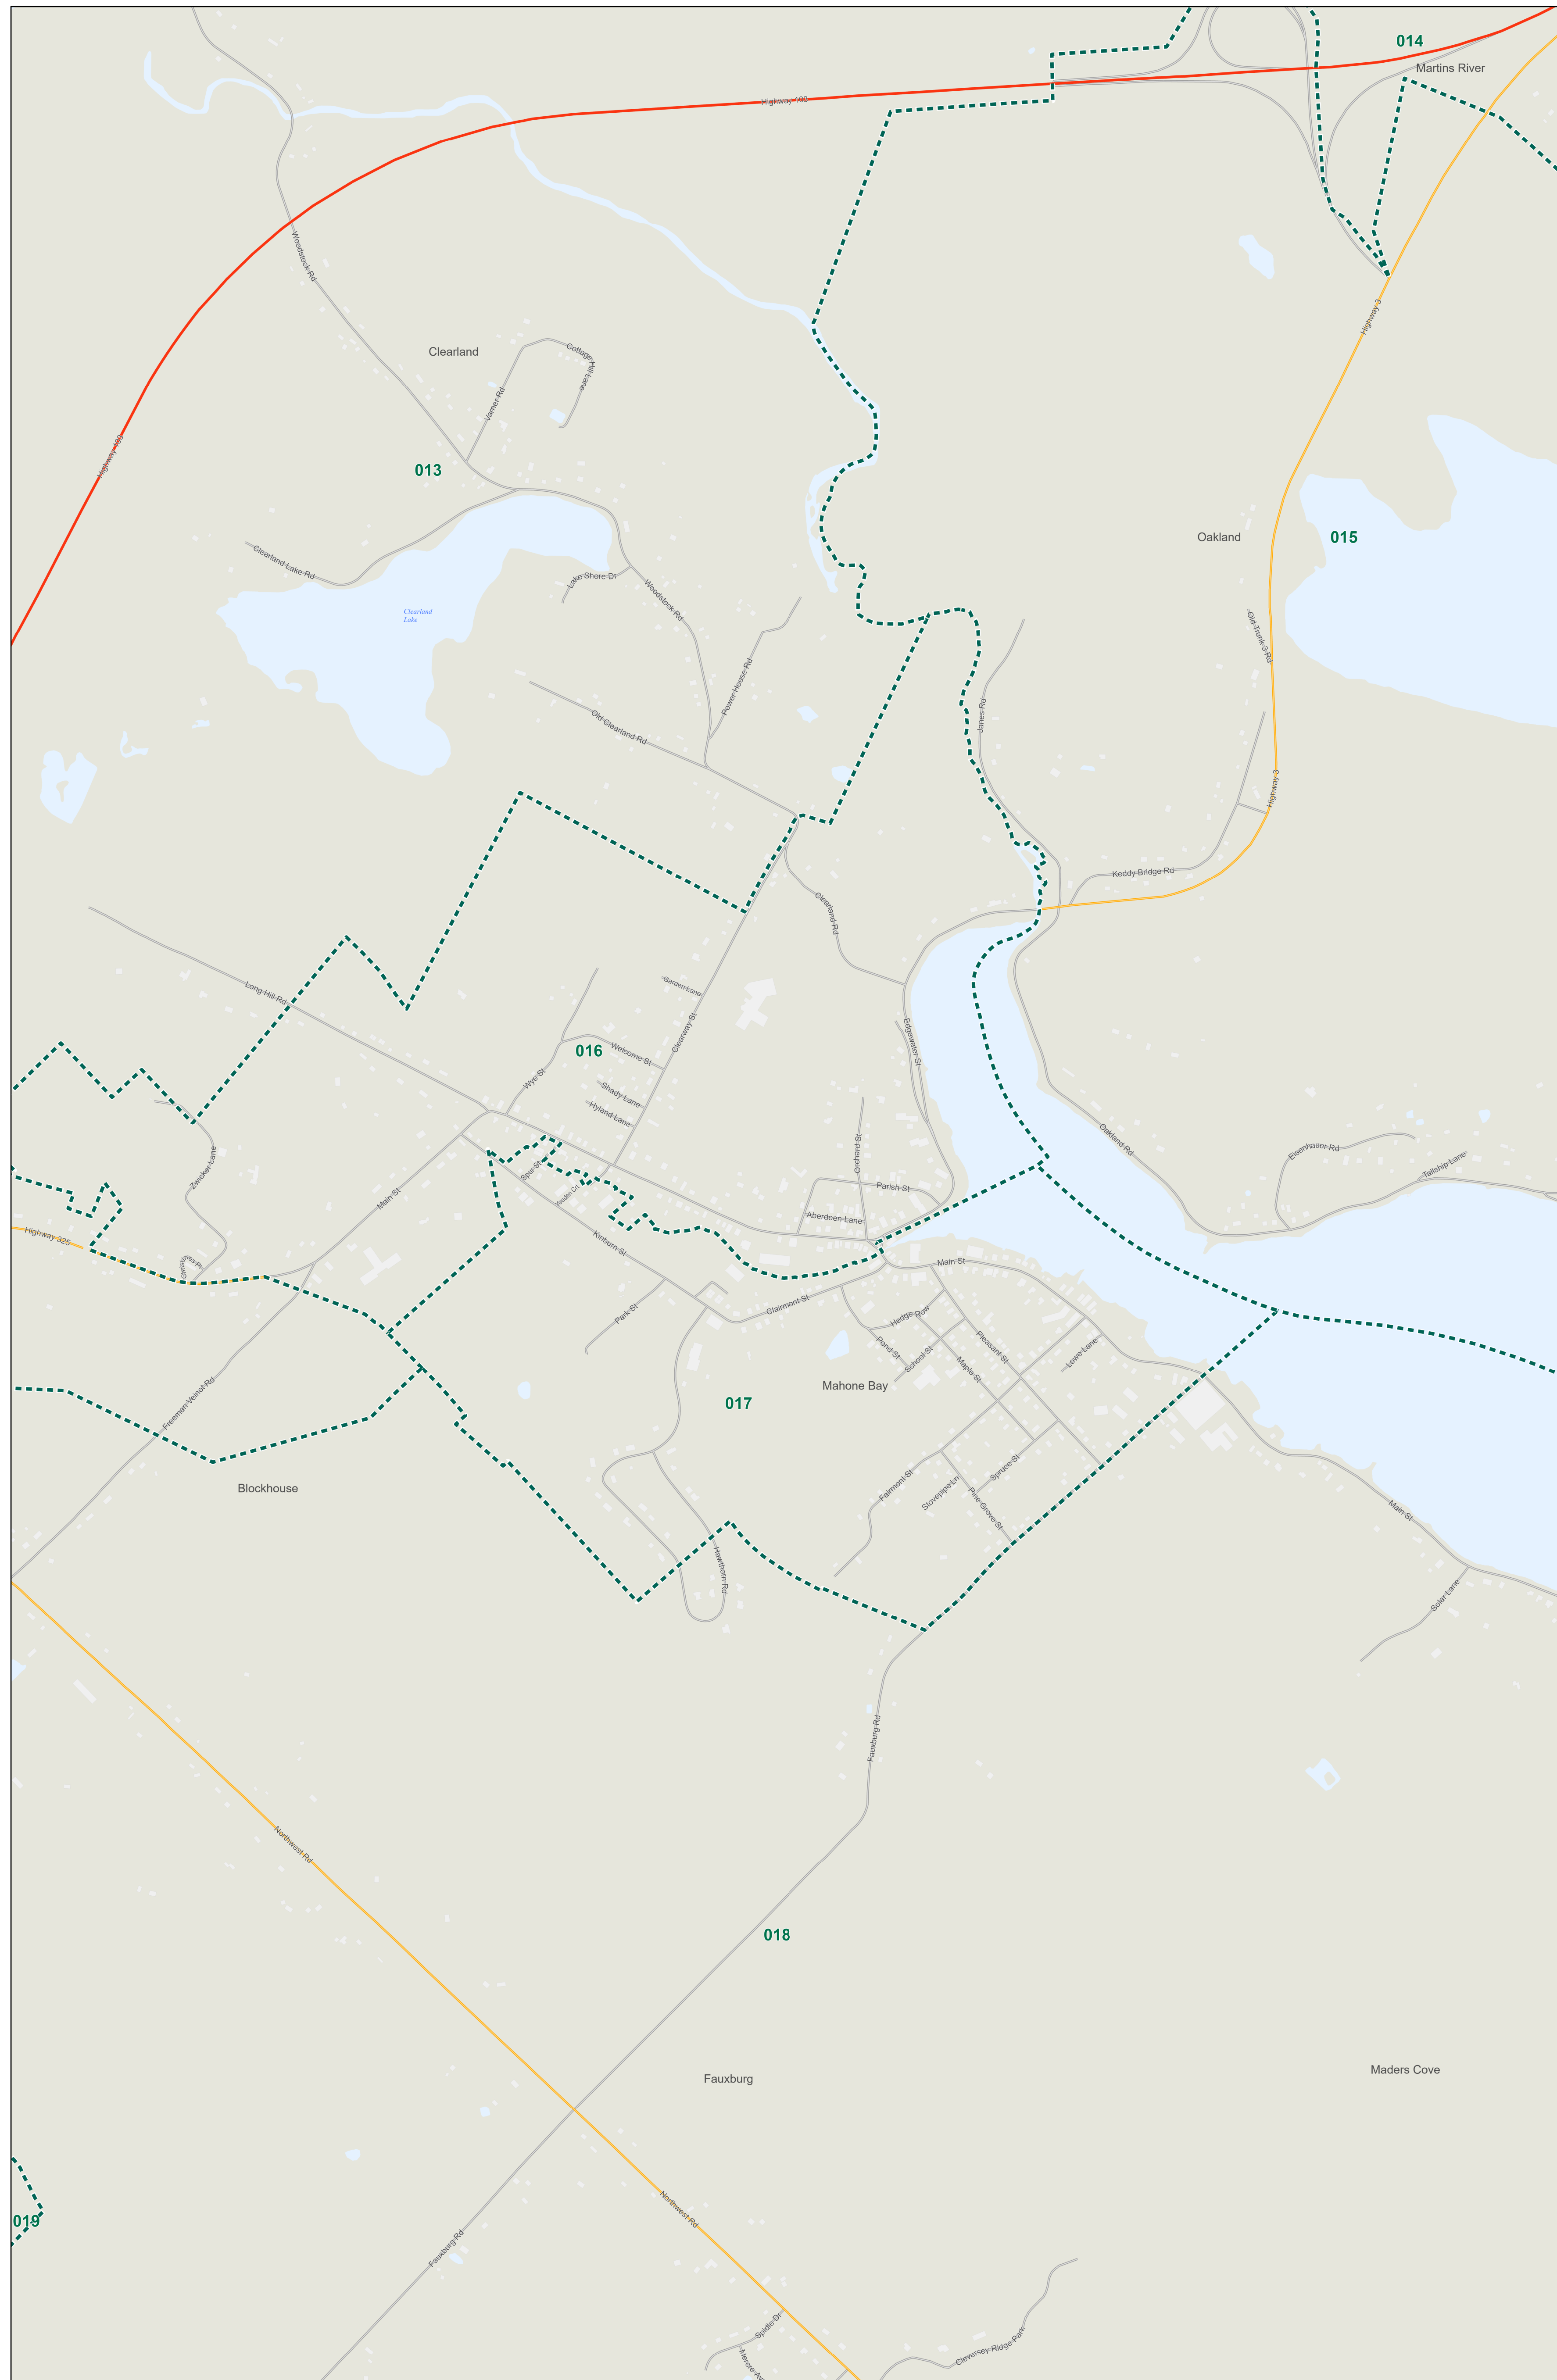 014
Martins River
Highway 103
Woodstock Rd
Highway 3
Clearland
Cottage Hill Lane
Varner Rd
Highway 103
013
Oakland
015
Clearland Lake Rd
Lake Shore Dr
Woodstock Rd
Clearland
Lake
Old Trunk 3 Rd
Power House Rd
Janes Rd
Old Clearland Rd
Highway 3
Keddy Bridge Rd
Clearland Rd
Long Hill Rd
Garden Lane
Clearway St
Edgewater St
016
Welcome St
Wye St
Shady Lane
Hyland Lane
Oakland Rd
Orchard St
Eisenhauer Rd
Tallship Lane
Zwicker Lane
Spur St
Parish St
Main St
Aberdeen Lane
Highway 325
Kinburn St
Main St
Clairmont St
Park St
Hedge Row
Pond St
School St
Pleasant St
Maple St
Lowe Lane
Mahone Bay
017
Freeman Veinot Rd
Blockhouse
Fairmont St
Stovepipe Ln
Spruce St
Pine Grove St
Main St
Hawthorn Rd
Solar Lane
Fauxburg Rd
Northwest Rd
018
Fauxburg
Maders Cove
019
Northwest Rd
Fauxburg Rd
Spidle Dr
Cleversey Ridge Park